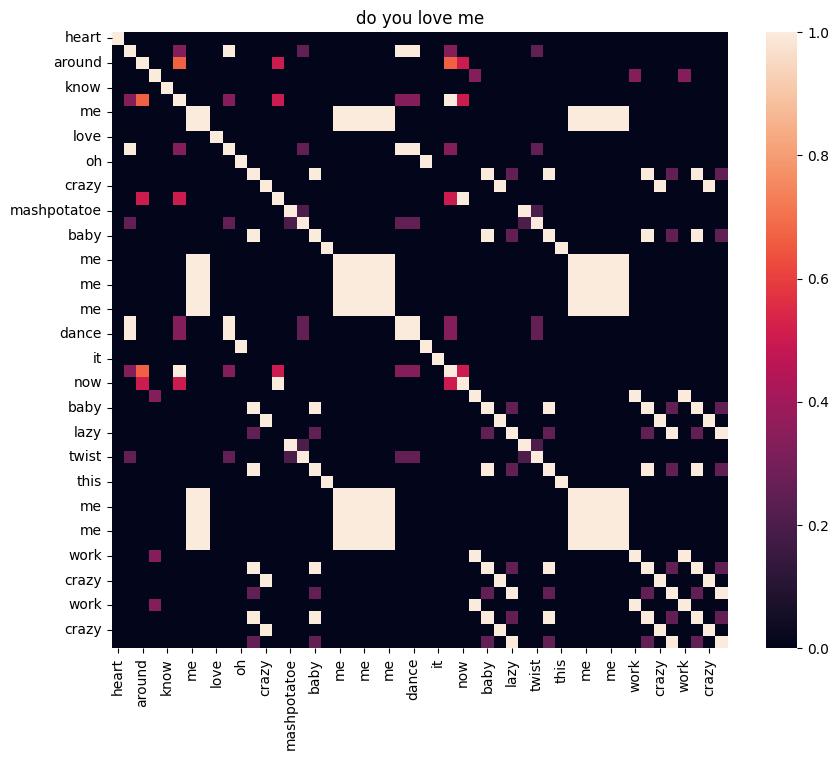 do you love me
heart
around
know
me
love
oh
crazy
mashpotatoe
baby
me
me
me
dance
it
now
baby
lazy
twist
this
me
me
work
crazy
work
crazy
heart
around
know
me
love
oh
crazy
mashpotatoe
baby
me
me
me
dance
it
now
baby
lazy
twist
this
me
me
work
crazy
work
crazy
1.0
0.8
0.6
0.4
0.2
0.0